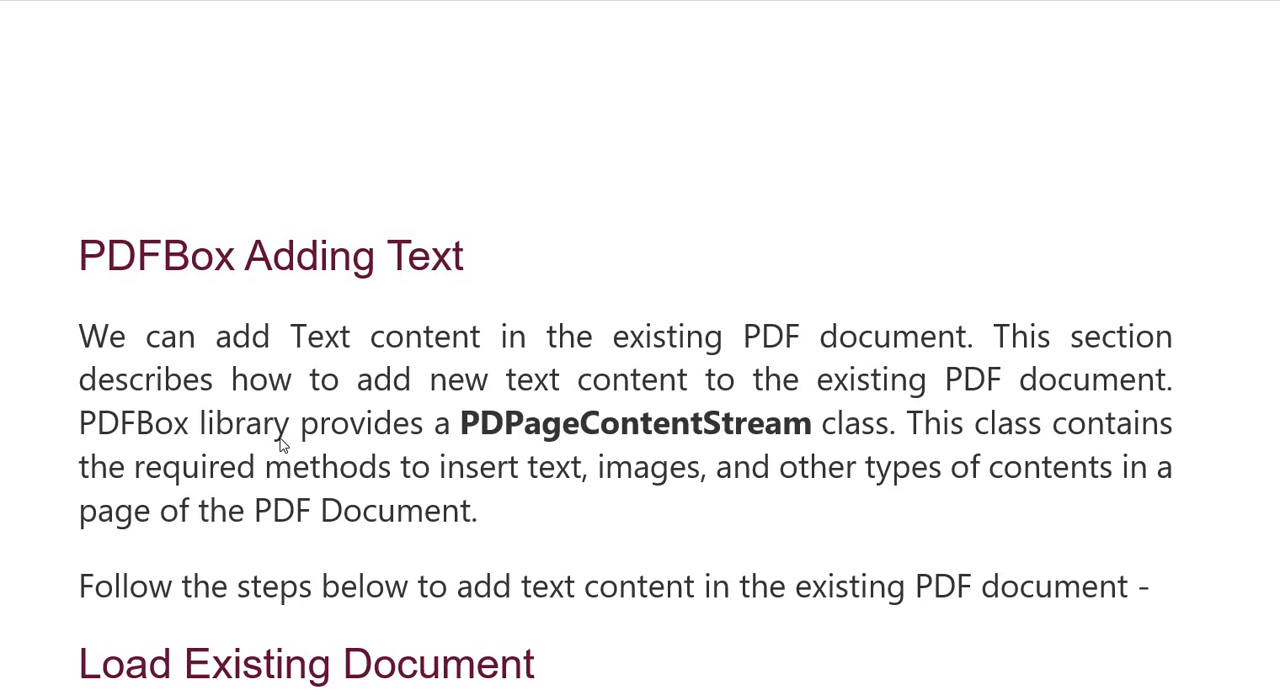 PDFBox Adding Text
We can add Text content in the existing PDF document. This section
describes how to add new text content to the existing PDF document.
PDFBox library provides a PDPageContentStream class. This class contains
the required methods to insert text, images, and other types of contents in a
page of the PDF Document.
Follow the steps below to add text content in the existing PDF document -
Load Existing Document